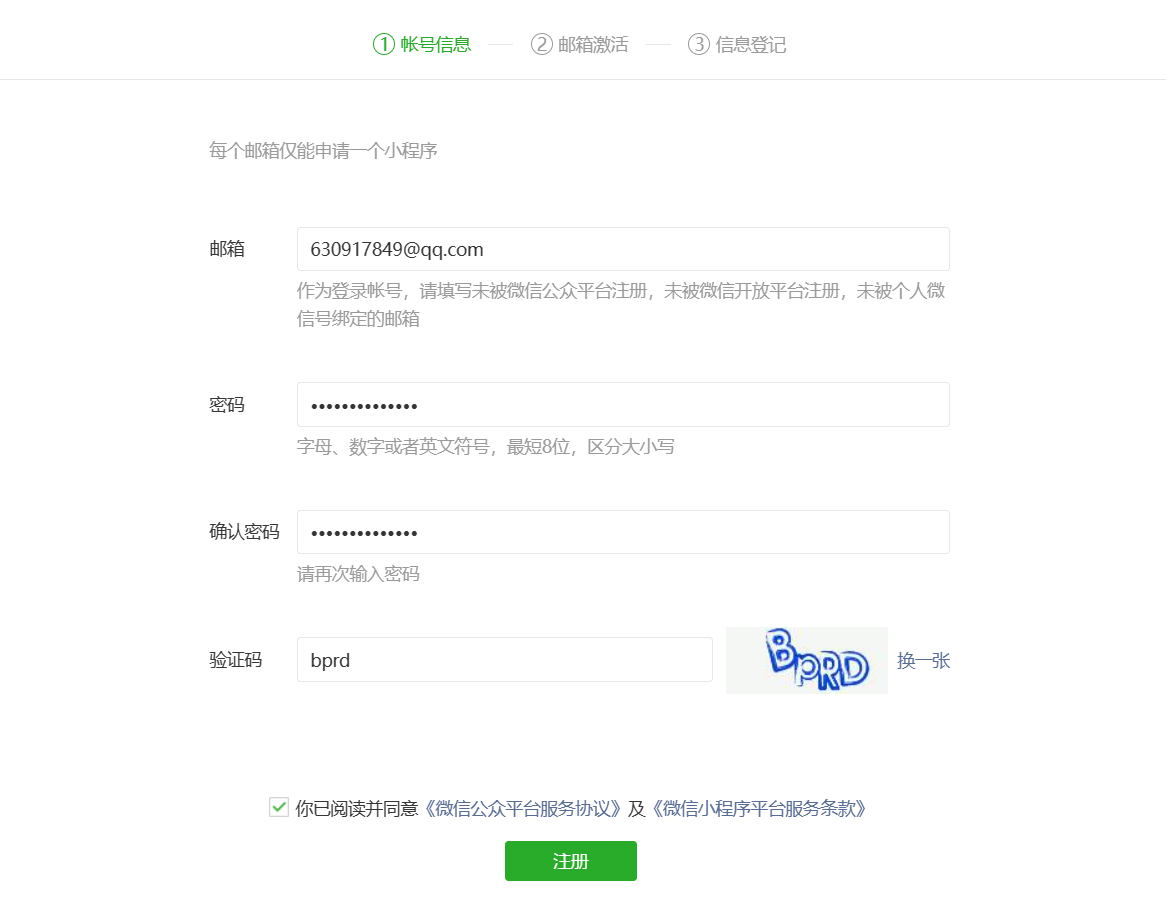 ① 帐号信息 ② 邮箱激活 ③ 信息登记
每个邮箱仅能申请一个小程序
邮箱 630917849@qq.com
作为登录帐号，请填写未被微信公众平台注册，未被微信开放平台注册，未被个人微
信号绑定的邮箱
密码 ••••••••••••••
字母、数字或者英文符号，最短8位，区分大小写
确认密码 ••••••••••••••
请再次输入密码
验证码 bprd BPRD 换一张
你已阅读并同意《微信公众平台服务协议》及《微信小程序平台服务条款》
注册